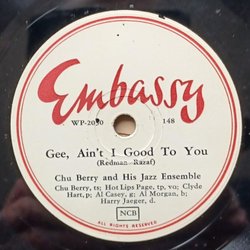 Embassy
WP-2030 148
Gee, Ain't I Good To You
(Redman - Razaf)
Chu Berry and His Jazz Ensemble
Chu Berry, ts; Hot Lips Page, tp, vo; Clyde
Hart, p; Al Casey, g; Al Morgan, b;
Harry Jaeger, d.
NCB
ALL RIGHTS RESERVED